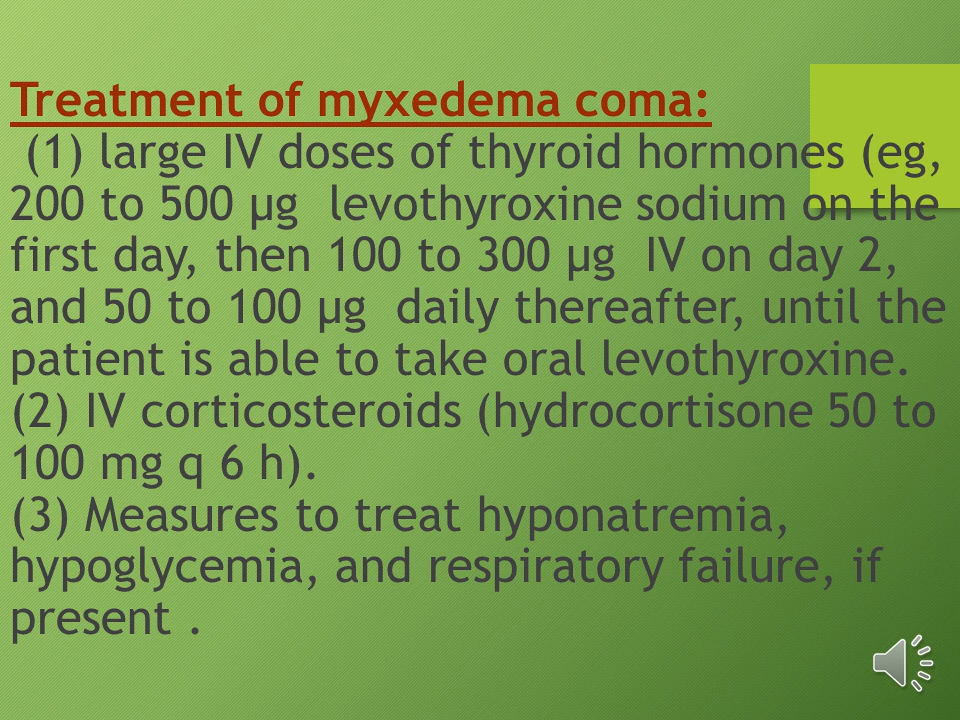 Treatment of myxedema coma:
(1) large IV doses of thyroid hormones (eg,
200 to 500 µg levothyroxine sodium on the
first day, then 100 to 300 µg IV on day 2,
and 50 to 100 µg daily thereafter, until the
patient is able to take oral levothyroxine.
(2) IV corticosteroids (hydrocortisone 50 to
100 mg q 6 h).
(3) Measures to treat hyponatremia,
hypoglycemia, and respiratory failure, if
present .